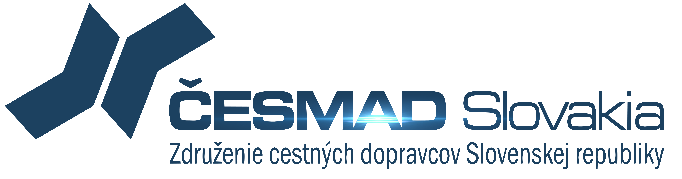 ČESMAD Slovakia
Združenie cestných dopravcov Slovenskej republiky